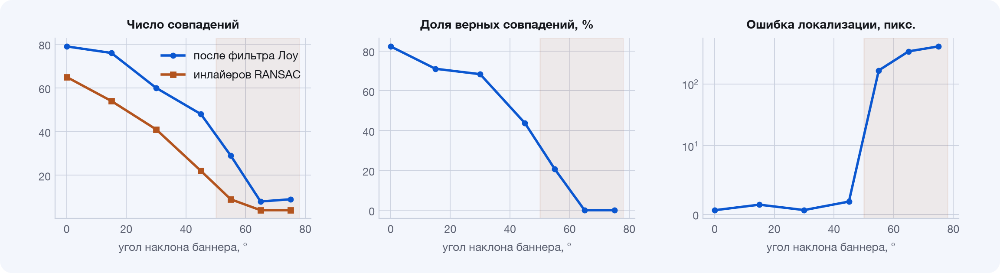 Число совпадений
80
60
40
20
после фильтра Лоу
инлайеров RANSAC
0 20 40 60 80
угол наклона баннера, °
Доля верных совпадений, %
80
60
40
20
0
0 20 40 60 80
угол наклона баннера, °
Ошибка локализации, пикс.
10²
10¹
0
0 20 40 60 80
угол наклона баннера, °